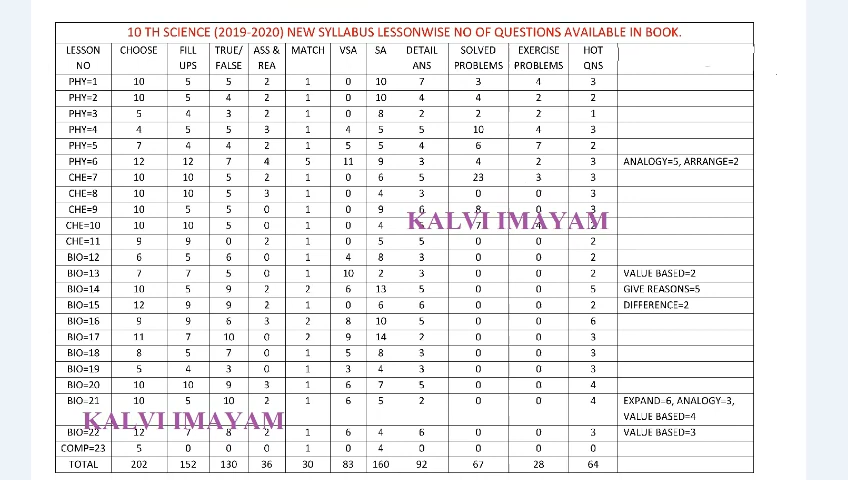 10 TH SCIENCE (2019-2020) NEW SYLLABUS LESSONWISE NO OF QUESTIONS AVAILABLE IN BOOK.
LESSON NO CHOOSE FILL UPS TRUE/ FALSE ASS & REA MATCH VSA SA DETAIL ANS SOLVED PROBLEMS EXERCISE PROBLEMS HOT QNS
PHY=1 10 5 5 2 1 0 10 7 3 4 3
PHY=2 10 5 4 2 1 0 10 4 4 2 2
PHY=3 5 4 3 2 1 0 8 2 2 2 1
PHY=4 4 5 5 3 1 4 5 5 10 4 3
PHY=5 7 4 4 2 1 5 5 4 6 7 2
PHY=6 12 12 7 4 5 11 9 3 4 2 3 ANALOGY=5, ARRANGE=2
CHE=7 10 10 5 2 1 0 6 5 23 3 3
CHE=8 10 10 5 3 1 0 4 3 0 0 3
CHE=9 10 5 5 0 1 0 9 6 8 0 3
KALVI IMAYAM
CHE=10 10 10 5 0 1 0 4 7 4 2
CHE=11 9 9 0 2 1 0 5 5 0 0 2
BIO=12 6 5 6 0 1 4 8 3 0 0 2
BIO=13 7 7 5 0 1 10 2 3 0 0 2 VALUE BASED=2
BIO=14 10 5 9 2 2 6 13 5 0 0 5 GIVE REASONS=5
BIO=15 12 9 9 2 1 0 6 6 0 0 2 DIFFERENCE=2
BIO=16 9 9 6 3 2 8 10 5 0 0 6
BIO=17 11 7 10 0 2 9 14 2 0 0 3
BIO=18 8 5 7 0 1 5 8 3 0 0 3
BIO=19 5 4 3 0 1 3 4 3 0 0 3
BIO=20 10 10 9 3 1 6 7 5 0 0 4
BIO=21 10 5 10 2 1 6 5 2 0 0 4 EXPAND=6, ANALOGY=3,
VALUE BASED=4
KALVI IMAYAM
BIO=22 12 7 8 2 1 6 4 6 0 0 3 VALUE BASED=3
COMP=23 5 0 0 0 1 0 4 0 0 0 0
TOTAL 202 152 130 36 30 83 160 92 67 28 64